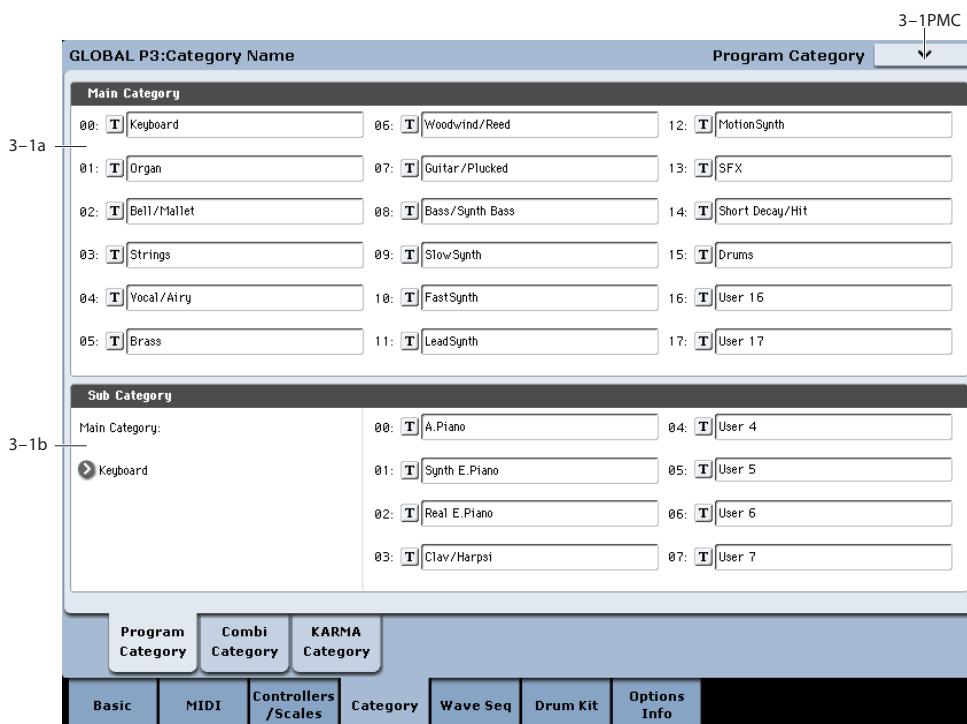 3–1PMC
GLOBAL P3:Category Name
Program Category
Main Category
3–1a
00: T Keyboard
06: T Woodwind/Reed
12: T MotionSynth
01: T Organ
07: T Guitar/Plucked
13: T SFX
02: T Bell/Mallet
08: T Bass/Synth Bass
14: T Short Decay/Hit
03: T Strings
09: T SlowSynth
15: T Drums
04: T Vocal/Airy
10: T FastSynth
16: T User 16
05: T Brass
11: T LeadSynth
17: T User 17
Sub Category
3–1b
Main Category:
Keyboard
00: T A.Piano
04: T User 4
01: T Synth E.Piano
05: T User 5
02: T Real E.Piano
06: T User 6
03: T Clav/Harpsi
07: T User 7
Program
Category
Combi
Category
KARMA
Category
Basic
MIDI
Controllers
/Scales
Category
Wave Seq
Drum Kit
Options
Info